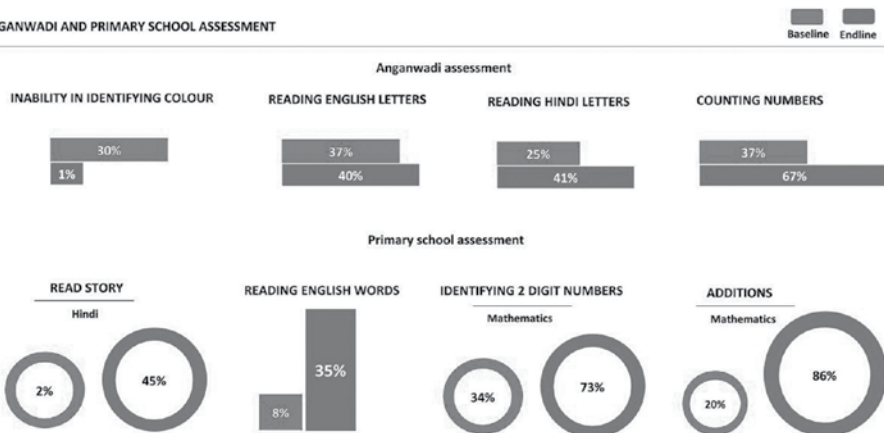 GANWADI AND PRIMARY SCHOOL ASSESSMENT
Baseline Endline
Anganwadi assessment
INABILITY IN IDENTIFYING COLOUR
30%
1%
READING ENGLISH LETTERS
37%
40%
READING HINDI LETTERS
25%
41%
COUNTING NUMBERS
37%
67%
Primary school assessment
READ STORY
Hindi
2%
45%
READING ENGLISH WORDS
8%
35%
IDENTIFYING 2 DIGIT NUMBERS
Mathematics
34%
73%
ADDITIONS
Mathematics
20%
86%